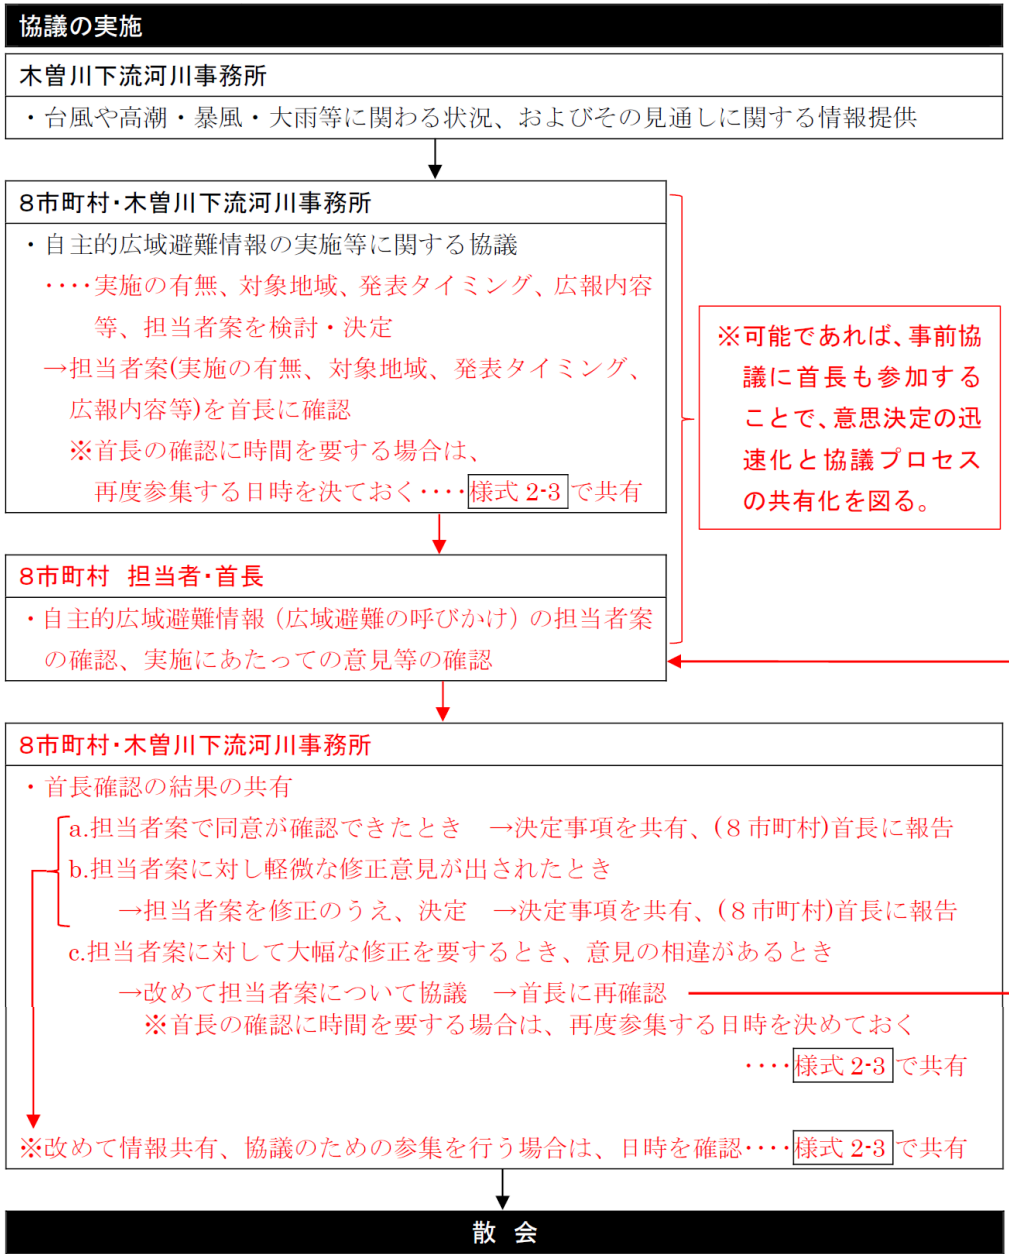 協議の実施
木曽川下流河川事務所
・台風や高潮・暴風・大雨等に関わる状況、およびその見通しに関する情報提供
8市町村・木曽川下流河川事務所
・自主的広域避難情報の実施等に関する協議
‥‥実施の有無、対象地域、発表タイミング、広報内容
等、担当者案を検討・決定
→担当者案(実施の有無、対象地域、発表タイミング、
広報内容等)を首長に確認
※首長の確認に時間を要する場合は、
再度参集する日時を決ておく‥‥様式 2-3 で共有
※可能であれば、事前協
議に首長も参加する
ことで、意思決定の迅
速化と協議プロセス
の共有化を図る。
8市町村 担当者・首長
・自主的広域避難情報（広域避難の呼びかけ）の担当者案
の確認、実施にあたっての意見等の確認
8市町村・木曽川下流河川事務所
・首長確認の結果の共有
a.担当者案で同意が確認できたとき →決定事項を共有、(８市町村)首長に報告
b.担当者案に対し軽微な修正意見が出されたとき
→担当者案を修正のうえ、決定 →決定事項を共有、(８市町村)首長に報告
c.担当者案に対して大幅な修正を要するとき、意見の相違があるとき
→改めて担当者案について協議 →首長に再確認
※首長の確認に時間を要する場合は、再度参集する日時を決めておく
‥‥様式 2-3 で共有
※改めて情報共有、協議のための参集を行う場合は、日時を確認‥‥様式 2-3 で共有
散 会